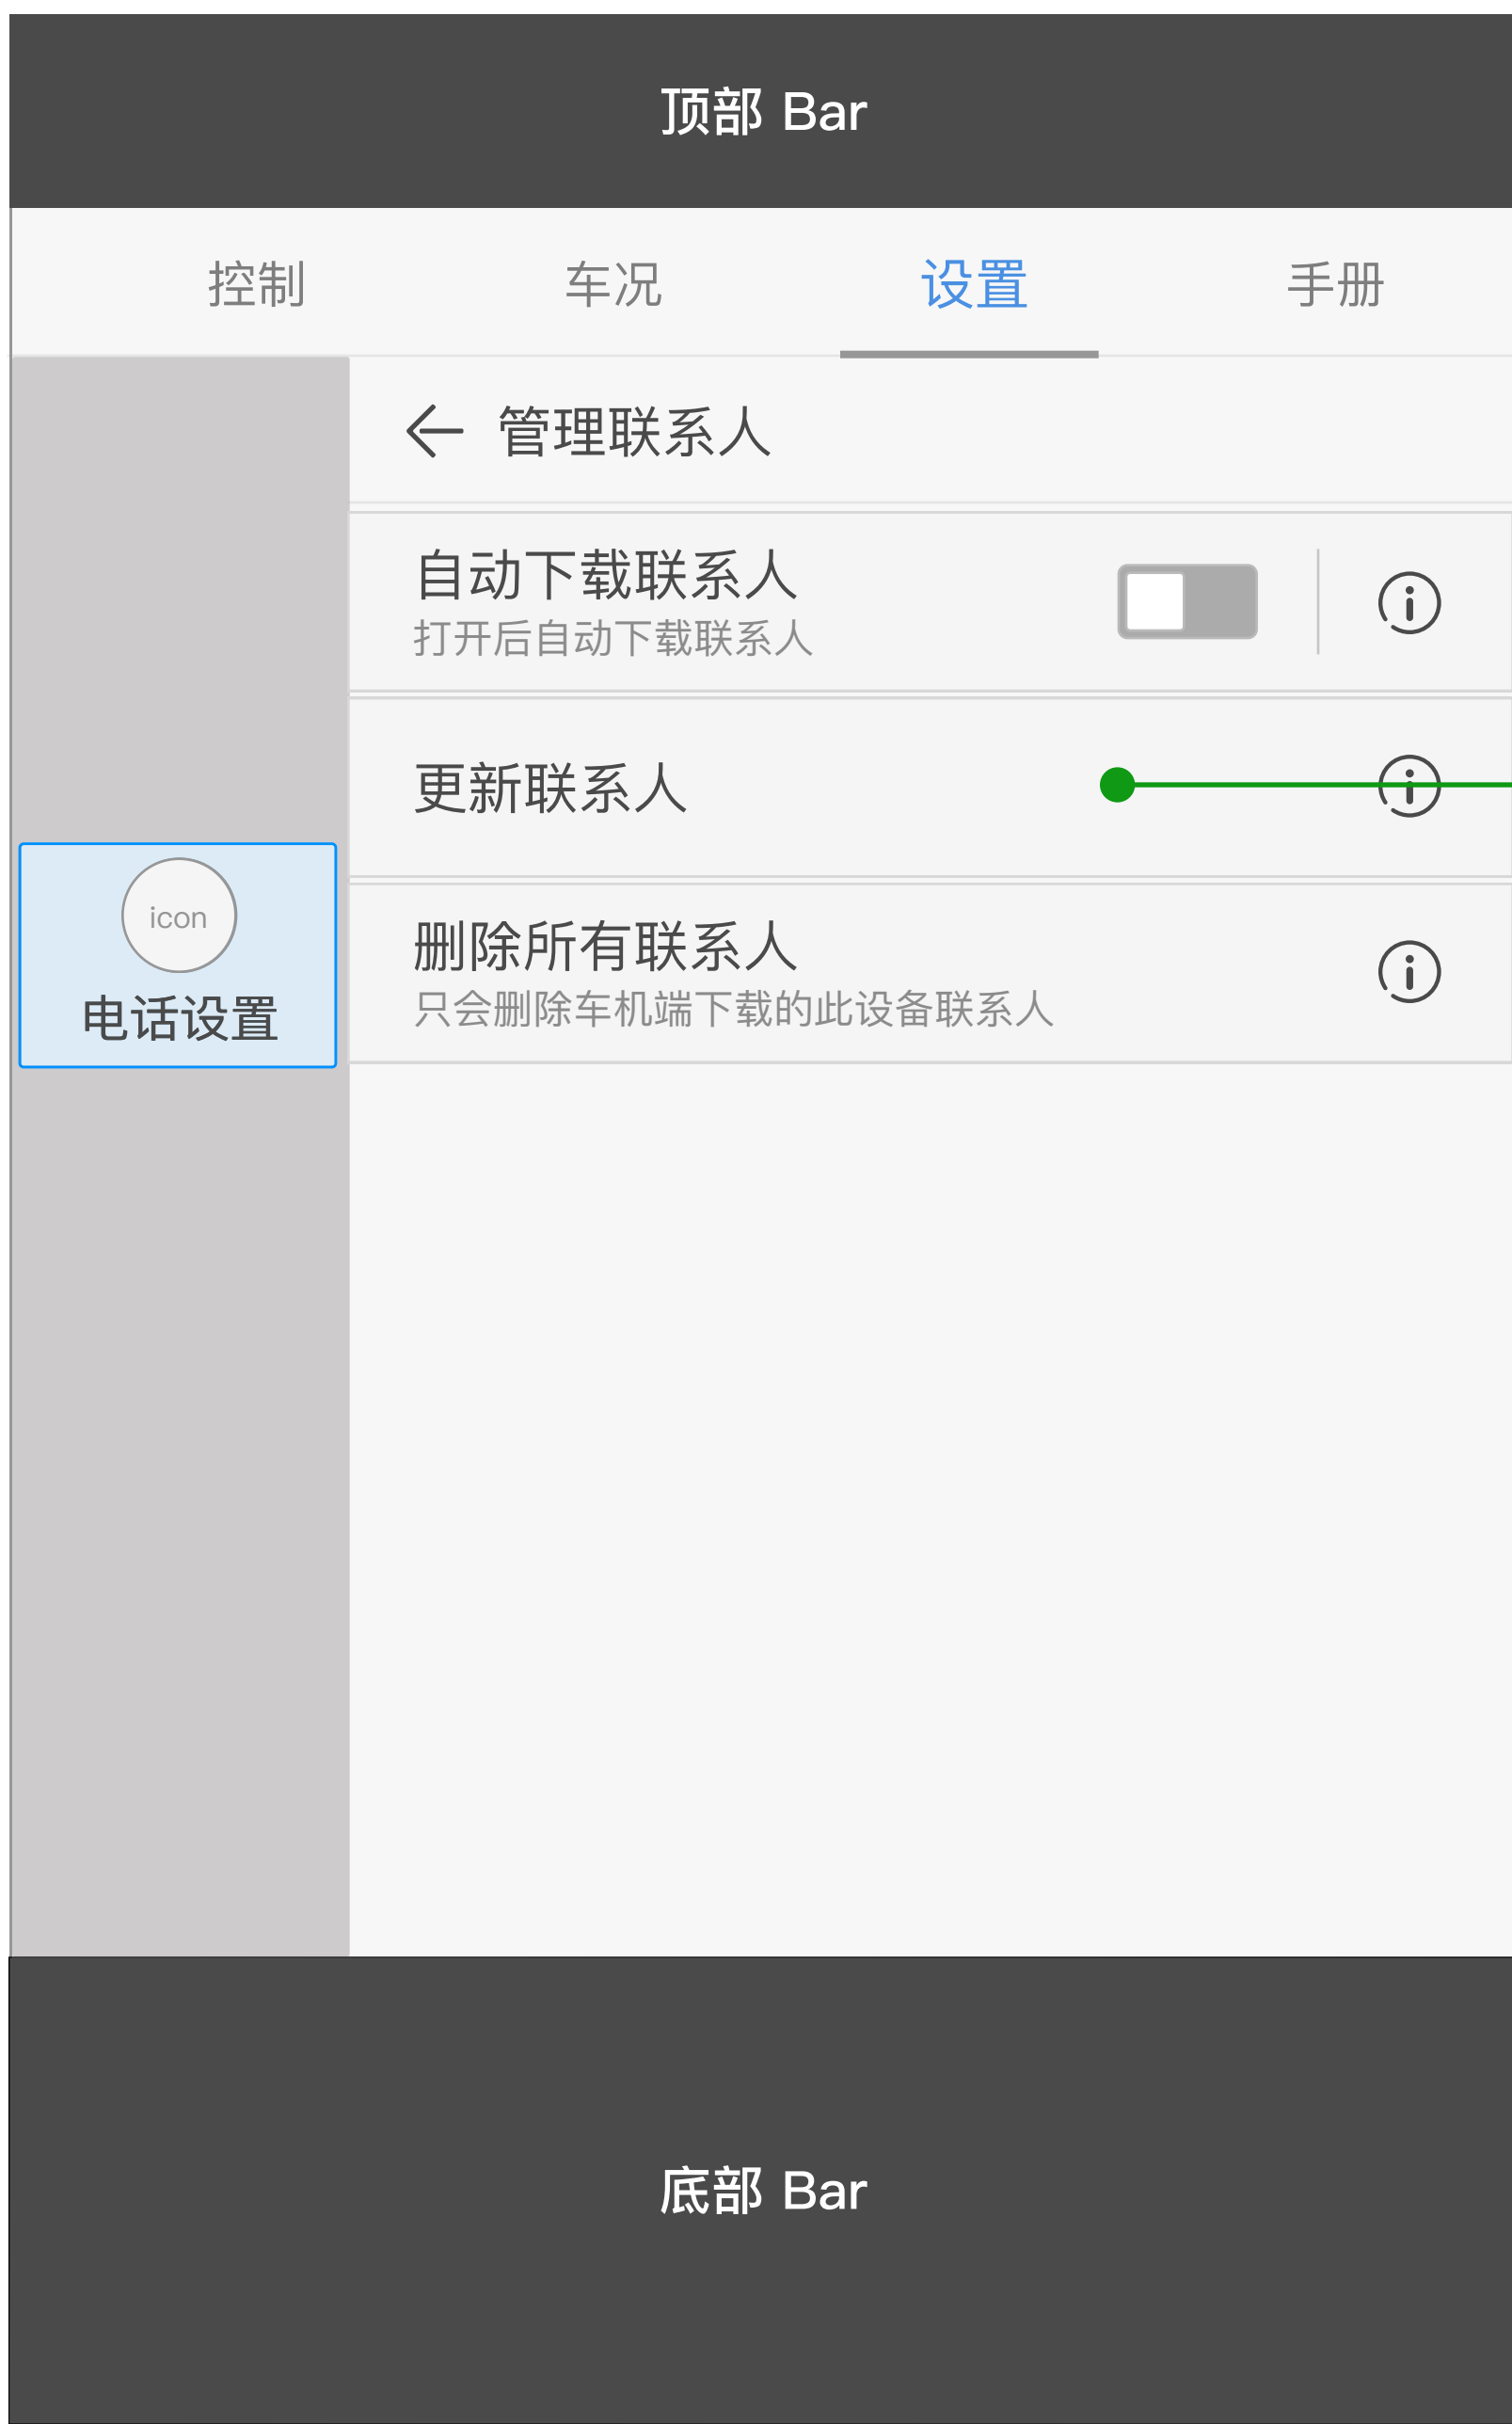 顶部 Bar
控制 车况 设置 手册
管理联系人
自动下载联系人
打开后自动下载联系人
更新联系人
icon
电话设置
删除所有联系人
只会删除车机端下载的此设备联系人
底部 Bar